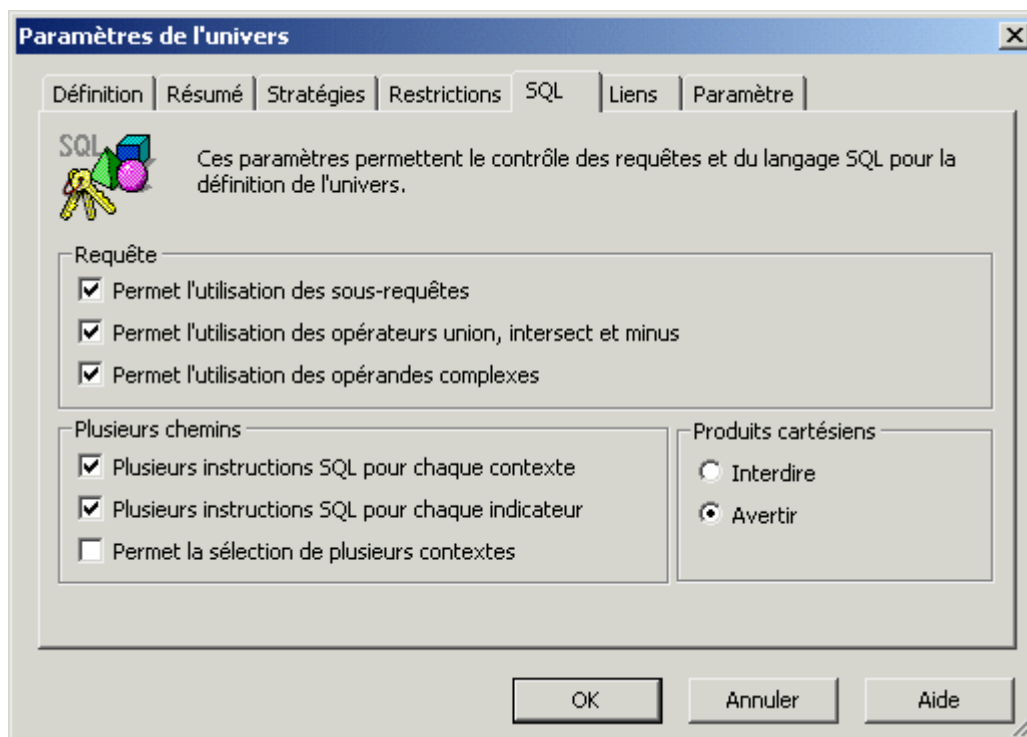 Paramètres de l'univers
Définition
Résumé
Stratégies
Restrictions
SQL
Liens
Paramètre
SQL
Ces paramètres permettent le contrôle des requêtes et du langage SQL pour la
définition de l'univers.
Requête
Permet l'utilisation des sous-requêtes
Permet l'utilisation des opérateurs union, intersect et minus
Permet l'utilisation des opérandes complexes
Plusieurs chemins
Plusieurs instructions SQL pour chaque contexte
Plusieurs instructions SQL pour chaque indicateur
Permet la sélection de plusieurs contextes
Produits cartésiens
Interdire
Avertir
OK
Annuler
Aide